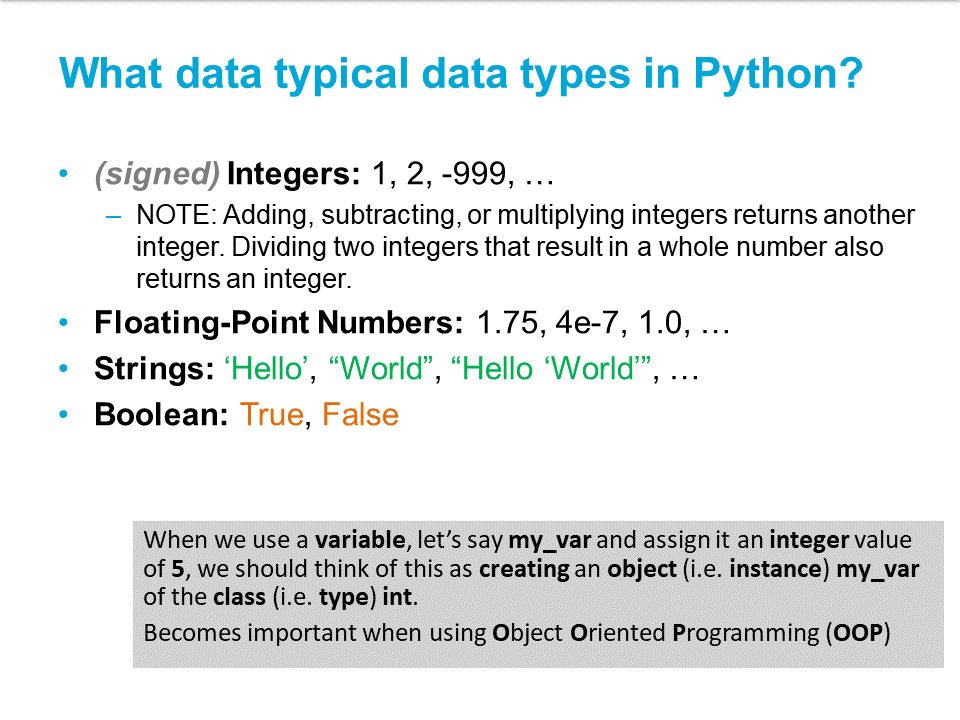 What data typical data types in Python?
• (signed) Integers: 1, 2, -999, …
– NOTE: Adding, subtracting, or multiplying integers returns another
integer. Dividing two integers that result in a whole number also
returns an integer.
• Floating-Point Numbers: 1.75, 4e-7, 1.0, …
• Strings: ‘Hello’, “World”, “Hello ‘World’”, …
• Boolean: True, False
When we use a variable, let’s say my_var and assign it an integer value
of 5, we should think of this as creating an object (i.e. instance) my_var
of the class (i.e. type) int.
Becomes important when using Object Oriented Programming (OOP)